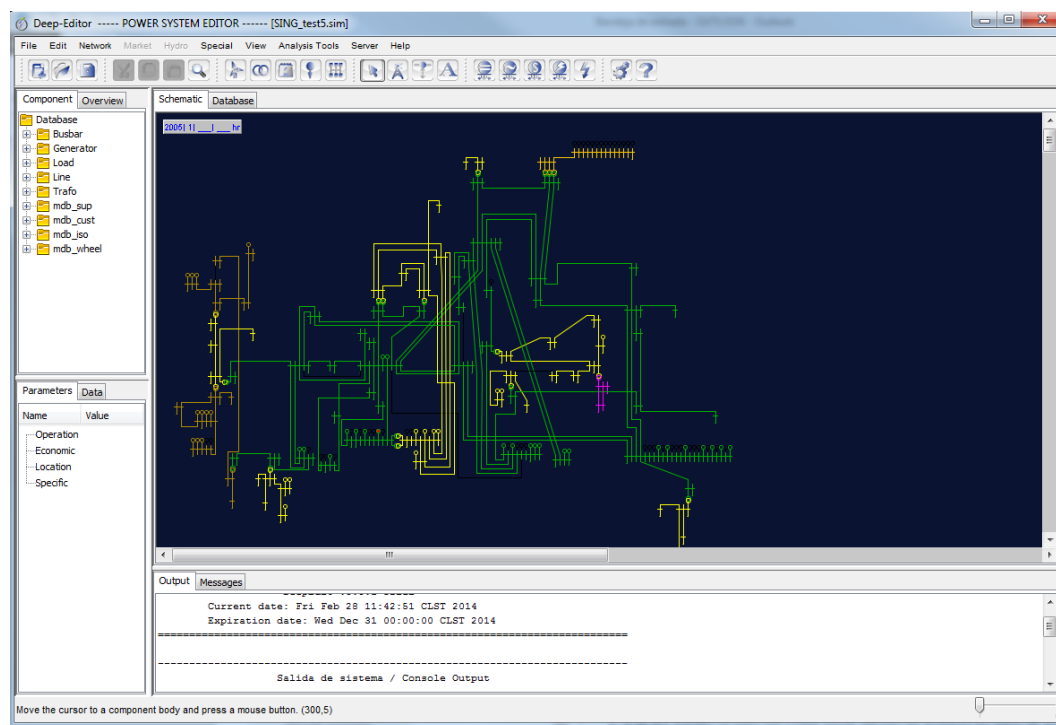 Deep-Editor ----- POWER SYSTEM EDITOR ------ [SING_test5.sim]
File Edit Network Market Hydro Special View Analysis Tools Server Help
Component Overview
Schematic Database
Database
Busbar
Generator
Load
Line
Trafo
mdb_sup
mdb_cust
mdb_iso
mdb_wheel
2005| 1| ___| ___ hr
Parameters Data
Name Value
Operation
Economic
Location
Specific
Output Messages
Current date: Fri Feb 28 11:42:51 CLST 2014
Expiration date: Wed Dec 31 00:00:00 CLST 2014
===========================================================================
---------------------------------------------------------------------------
Salida de sistema / Console Output
Move the cursor to a component body and press a mouse button. (300,5)